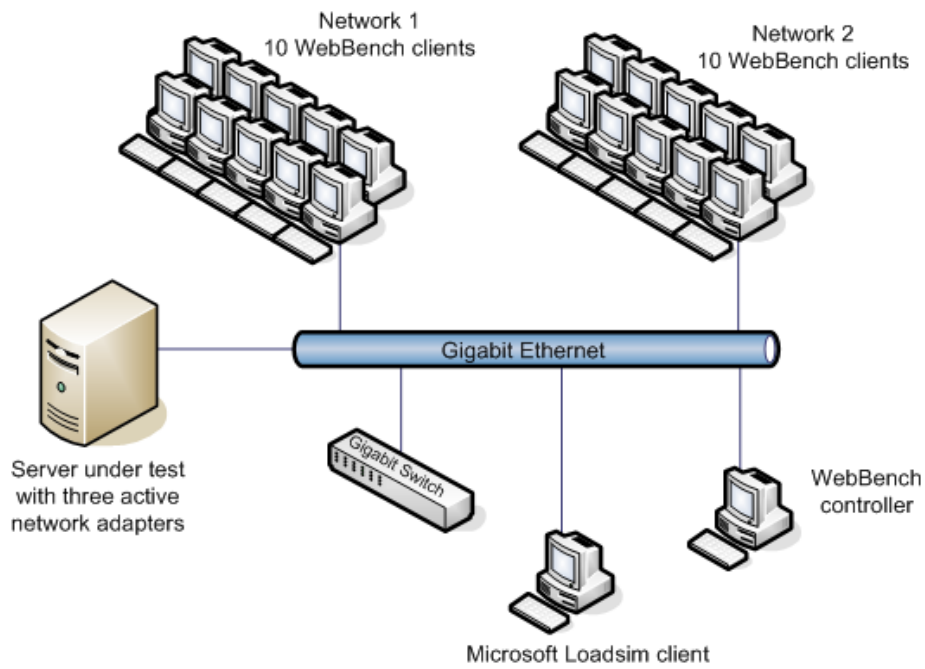 Network 1
10 WebBench clients
Network 2
10 WebBench clients
Gigabit Ethernet
Server under test
with three active
network adapters
Gigabit Switch
WebBench
controller
Microsoft Loadsim client